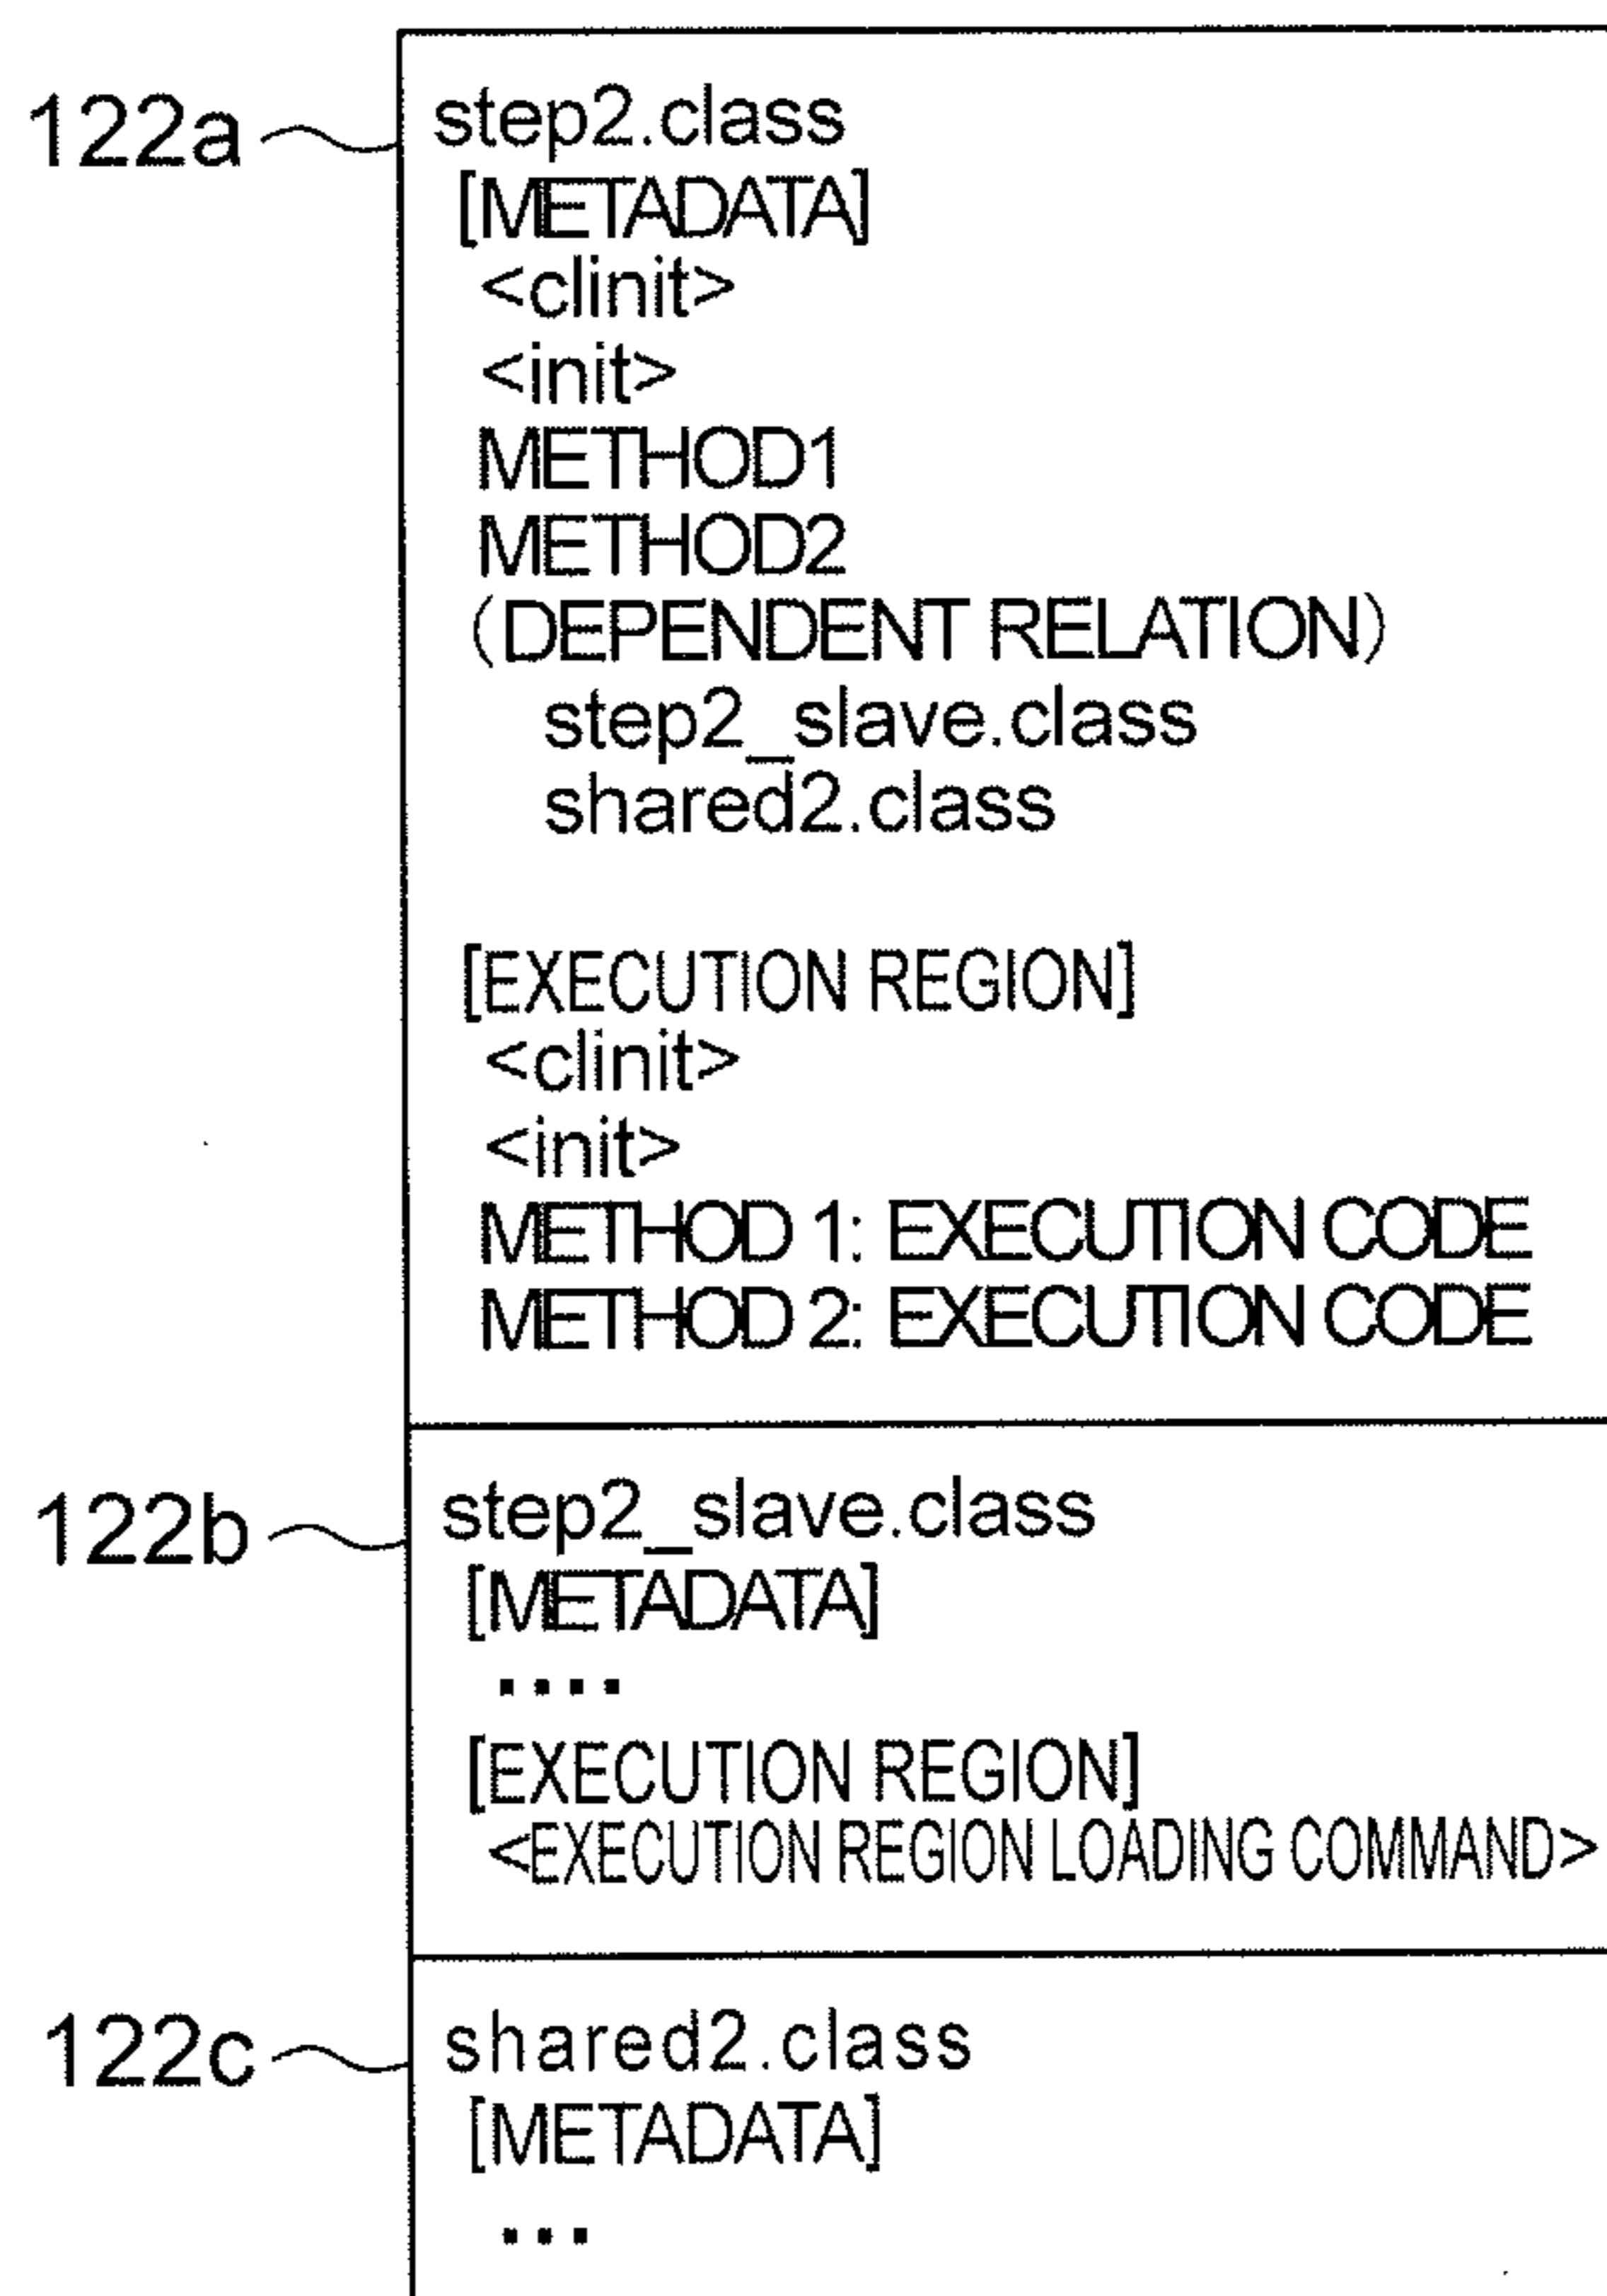 122a step2.class
[METADATA]
<clinit>
<init>
METHOD1
METHOD2
(DEPENDENT RELATION)
step2_slave.class
shared2.class
[EXECUTION REGION]
<clinit>
<init>
METHOD 1: EXECUTION CODE
METHOD 2: EXECUTION CODE
122b step2_slave.class
[METADATA]
....
[EXECUTION REGION]
<EXECUTION REGION LOADING COMMAND>
122c shared2.class
[METADATA]
...